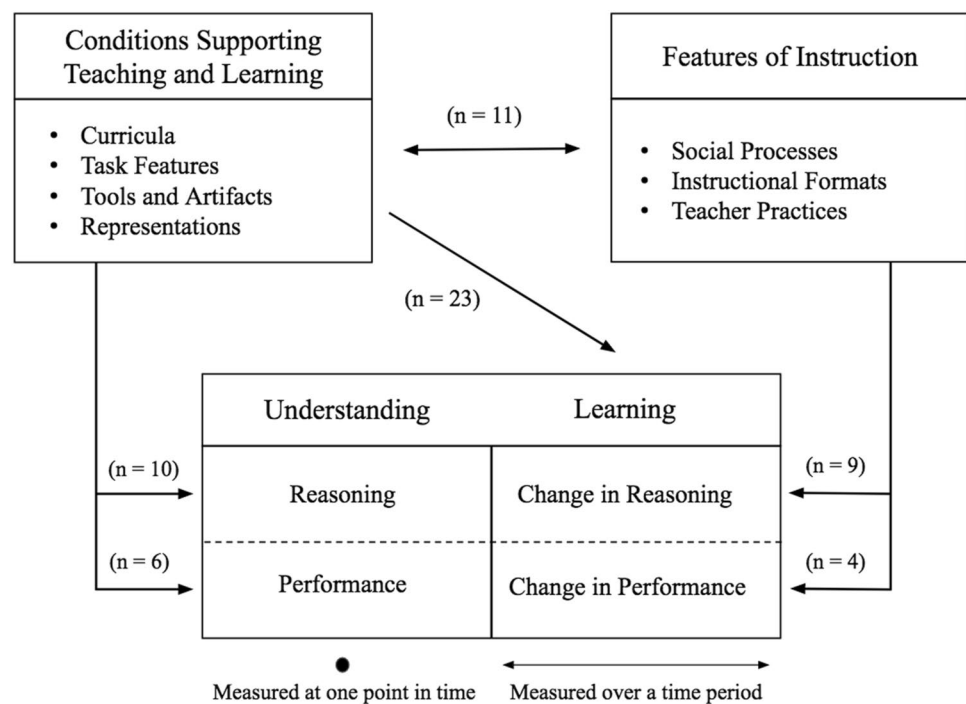 Conditions Supporting
Teaching and Learning
• Curricula
• Task Features
• Tools and Artifacts
• Representations
(n = 11)
Features of Instruction
• Social Processes
• Instructional Formats
• Teacher Practices
(n = 23)
Understanding
Learning
(n = 10)
Reasoning
Change in Reasoning
(n = 9)
(n = 6)
Performance
Change in Performance
(n = 4)
Measured at one point in time
Measured over a time period